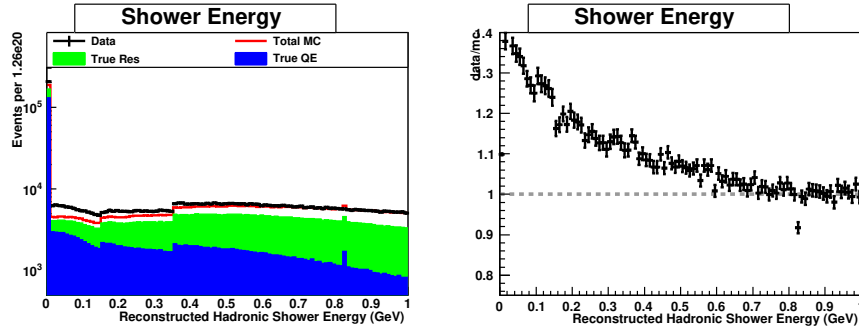 Shower Energy
Data
Total MC
True Res
True QE
Events per 1.26e20
10^5
10^4
10^3
0 0.1 0.2 0.3 0.4 0.5 0.6 0.7 0.8 0.9 1
Reconstructed Hadronic Shower Energy (GeV)
Shower Energy
data/mc
1.4
1.3
1.2
1.1
1
0.9
0.8
0 0.1 0.2 0.3 0.4 0.5 0.6 0.7 0.8 0.9 1
Reconstructed Hadronic Shower Energy (GeV)